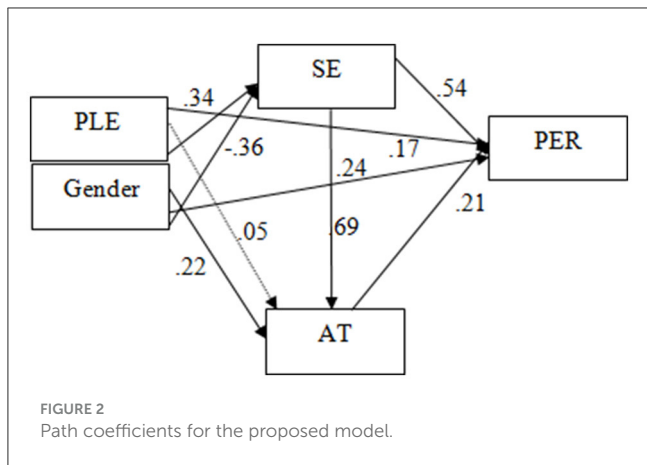 SE
.34
.54
PLE
-.36
.17
PER
Gender
.24
.21
.05
.69
.22
AT
FIGURE 2
Path coefficients for the proposed model.